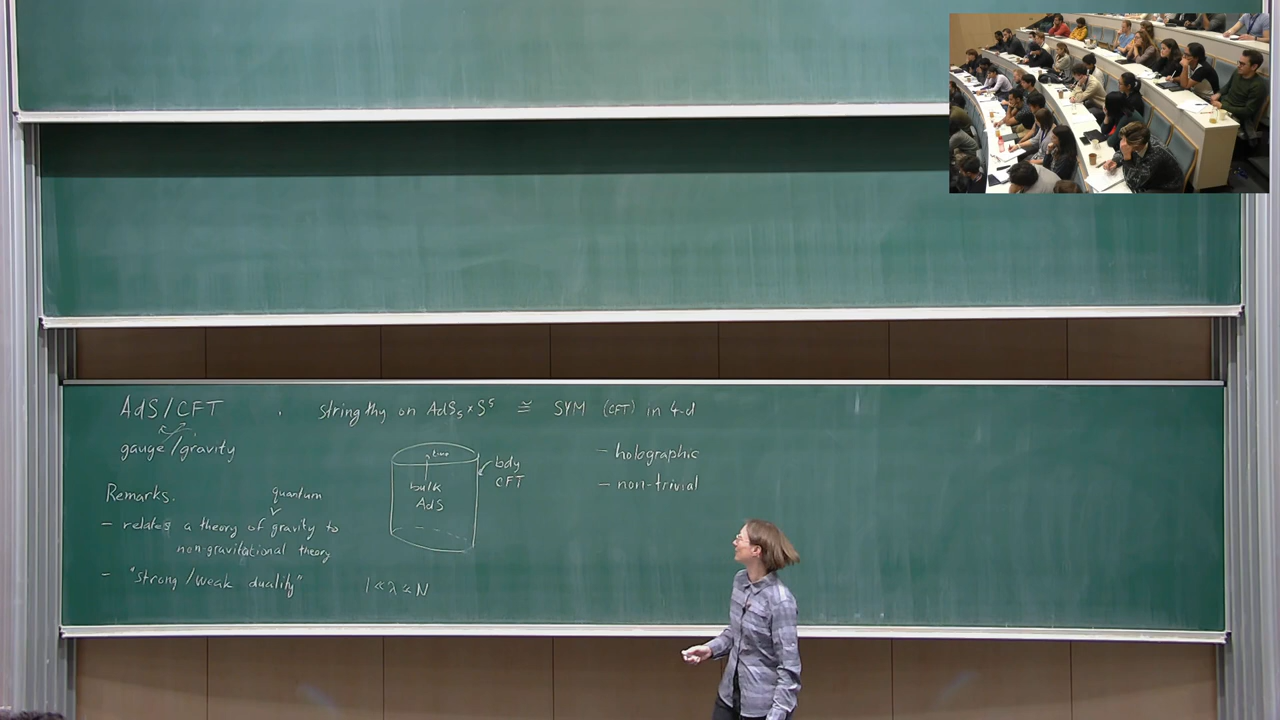 AdS/CFT
gauge/gravity
Remarks.
quantum
- relates a theory of gravity to
non-gravitational theory
- "strong/weak duality"
string thy on AdS₅ × S⁵ ≅ SYM (CFT) in 4-d
bulk
AdS
bdy
CFT
1 ≪ λ ≪ N
- holographic
- non-trivial